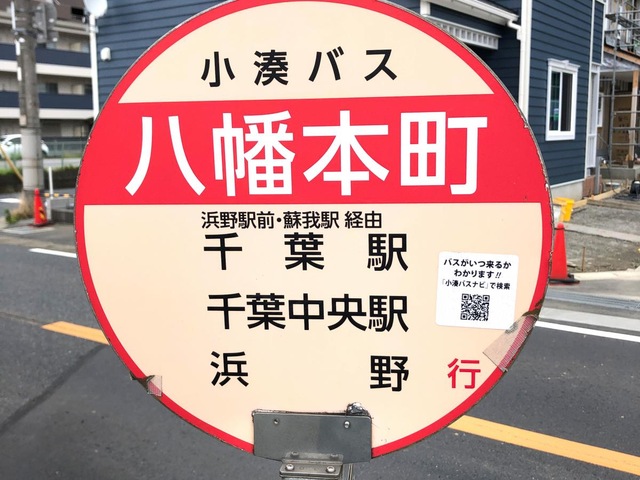 小湊バス
八幡本町
浜野駅前・蘇我駅 経由
千葉駅
千葉中央駅
浜野 行
バスがいつ来るか
わかります!!
「小湊バスナビ」で検索